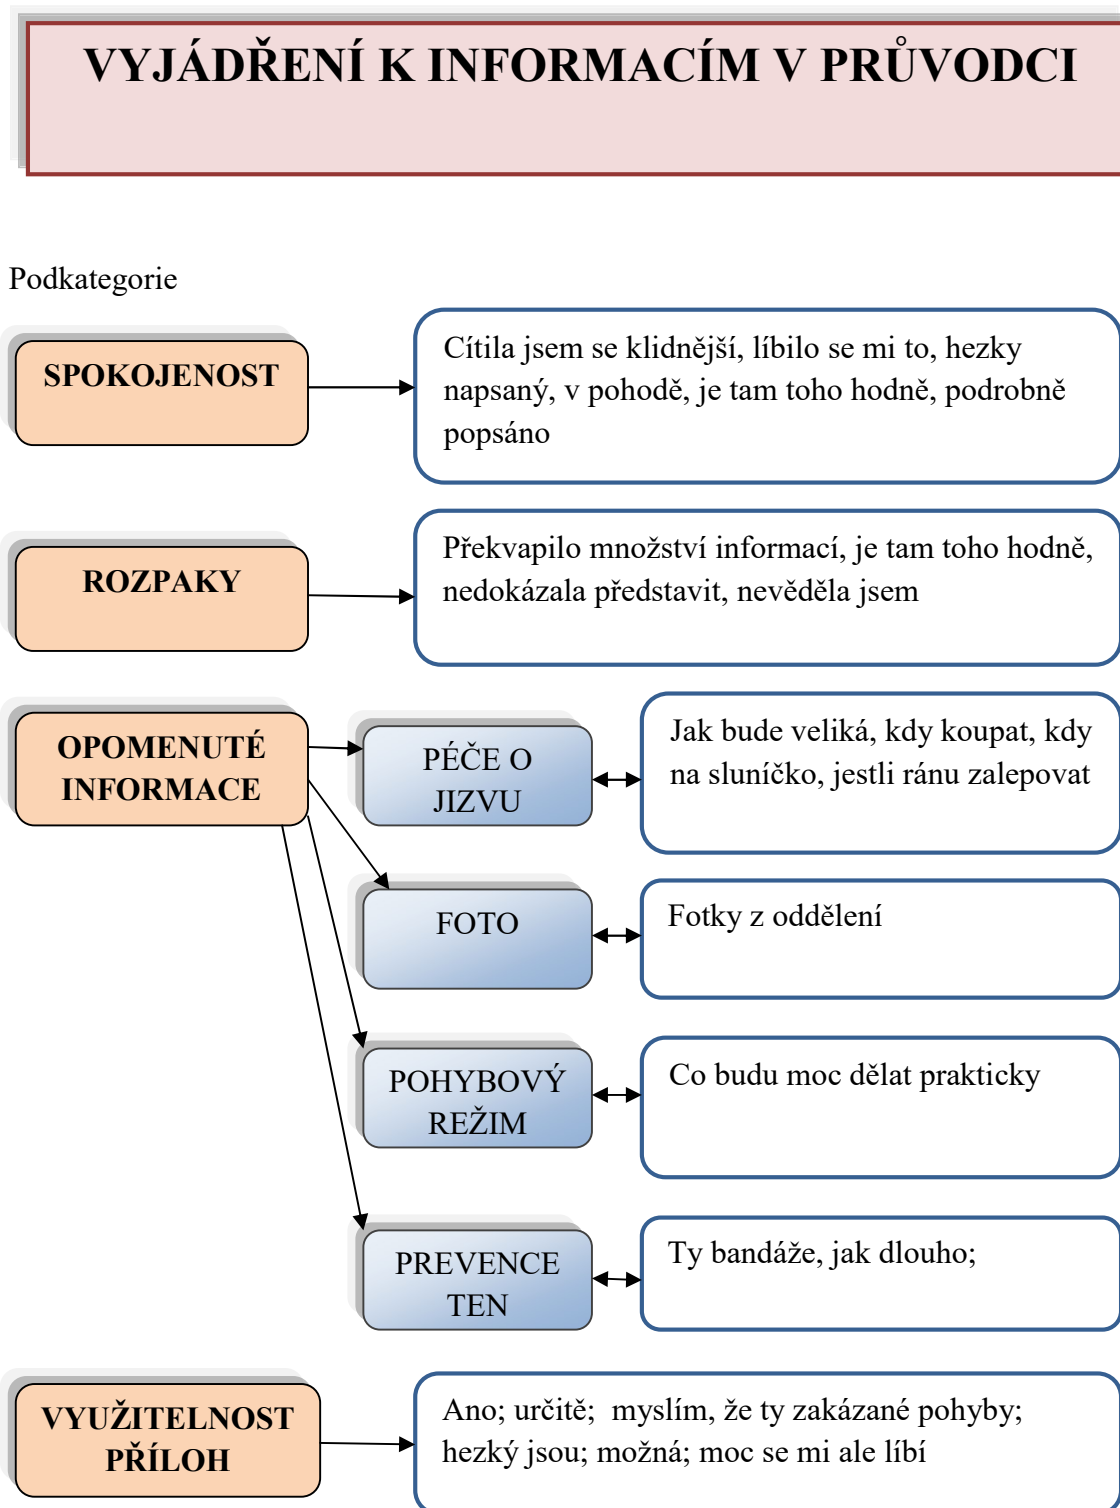 VYJÁDŘENÍ K INFORMACÍM V PRŮVODCI
Podkategorie
SPOKOJENOST
Cítila jsem se klidnější, líbilo se mi to, hezky
napsaný, v pohodě, je tam toho hodně, podrobně
popsáno
ROZPAKY
Překvapilo množství informací, je tam toho hodně,
nedokázala představit, nevěděla jsem
OPOMENUTÉ
INFORMACE
PÉČE O
JIZVU
Jak bude veliká, kdy koupat, kdy
na sluníčko, jestli ránu zalepovat
FOTO
Fotky z oddělení
POHYBOVÝ
REŽIM
Co budu moc dělat prakticky
PREVENCE
TEN
Ty bandáže, jak dlouho;
VYUŽITELNOST
PŘÍLOH
Ano; určitě;  myslím, že ty zakázané pohyby;
hezký jsou; možná; moc se mi ale líbí